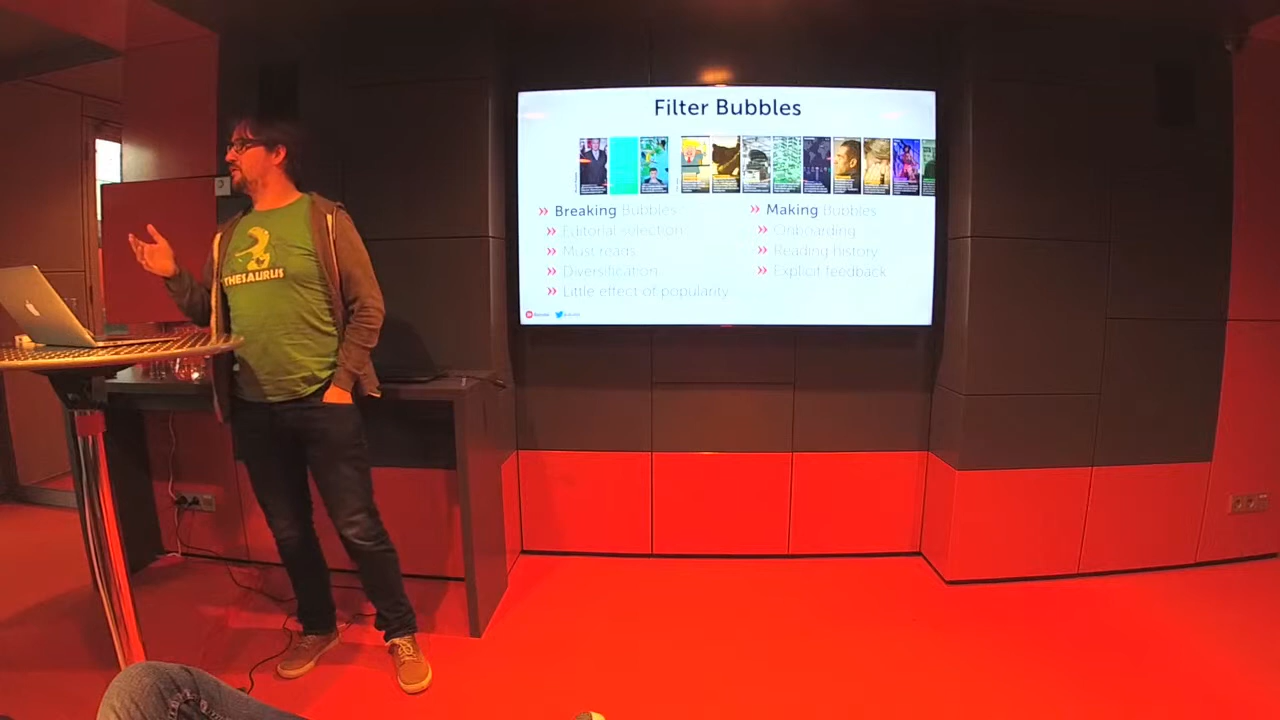 Filter Bubbles
Breaking Bubbles
Editorial selection
Must reads
Diversification
Little effect of popularity
Making Bubbles
Onboarding
Reading history
Explicit feedback
THESAURUS